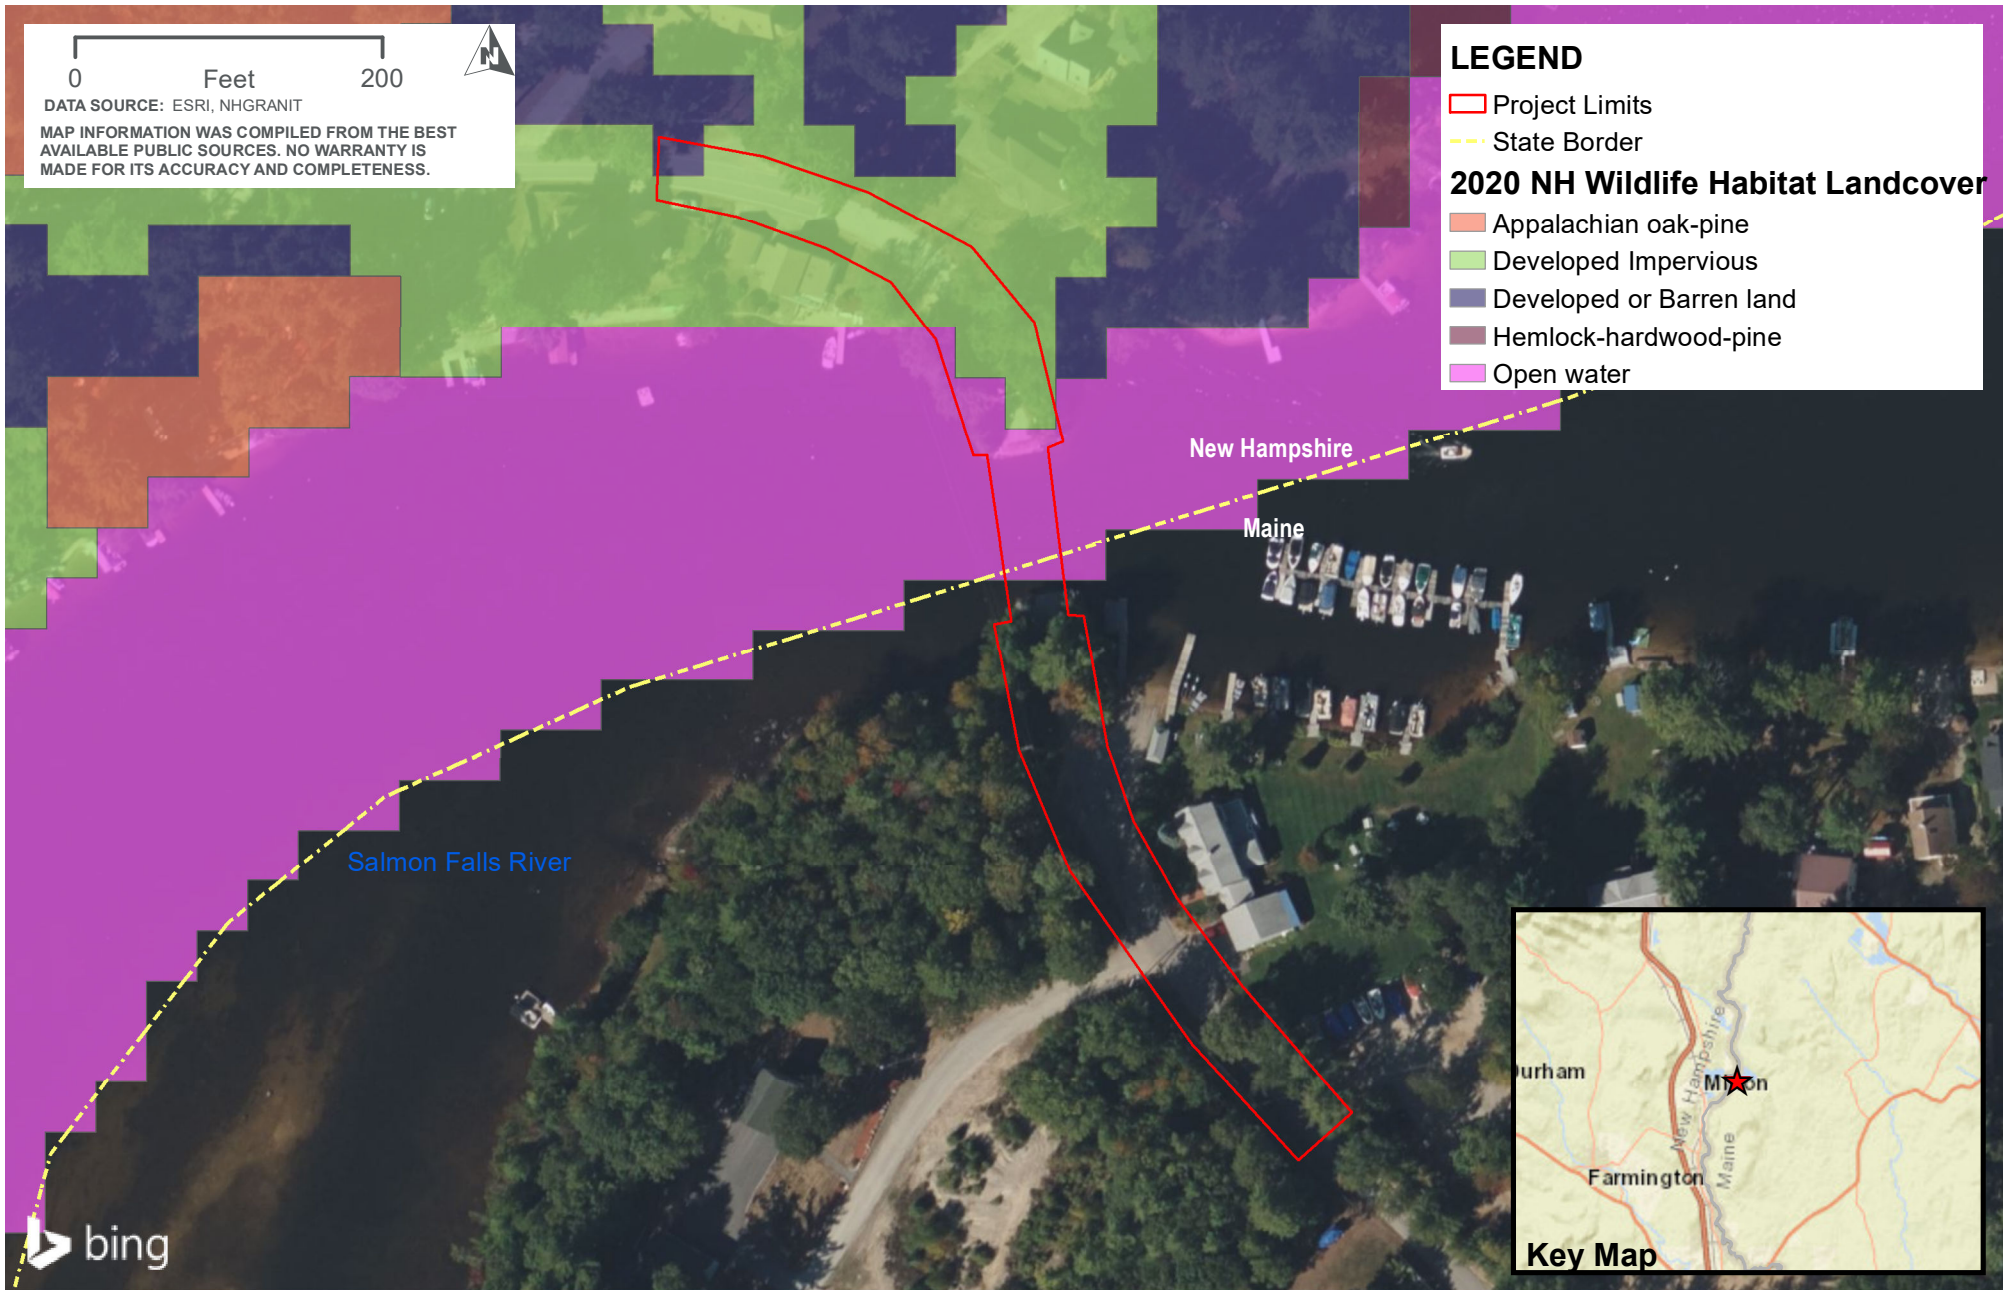 0 Feet 200
N
DATA SOURCE: ESRI, NHGRANIT
MAP INFORMATION WAS COMPILED FROM THE BEST
AVAILABLE PUBLIC SOURCES. NO WARRANTY IS
MADE FOR ITS ACCURACY AND COMPLETENESS.
LEGEND
Project Limits
State Border
2020 NH Wildlife Habitat Landcover
Appalachian oak-pine
Developed Impervious
Developed or Barren land
Hemlock-hardwood-pine
Open water
New Hampshire
Maine
Salmon Falls River
bing
New Hampshire
Maine
Farmington
Key Map